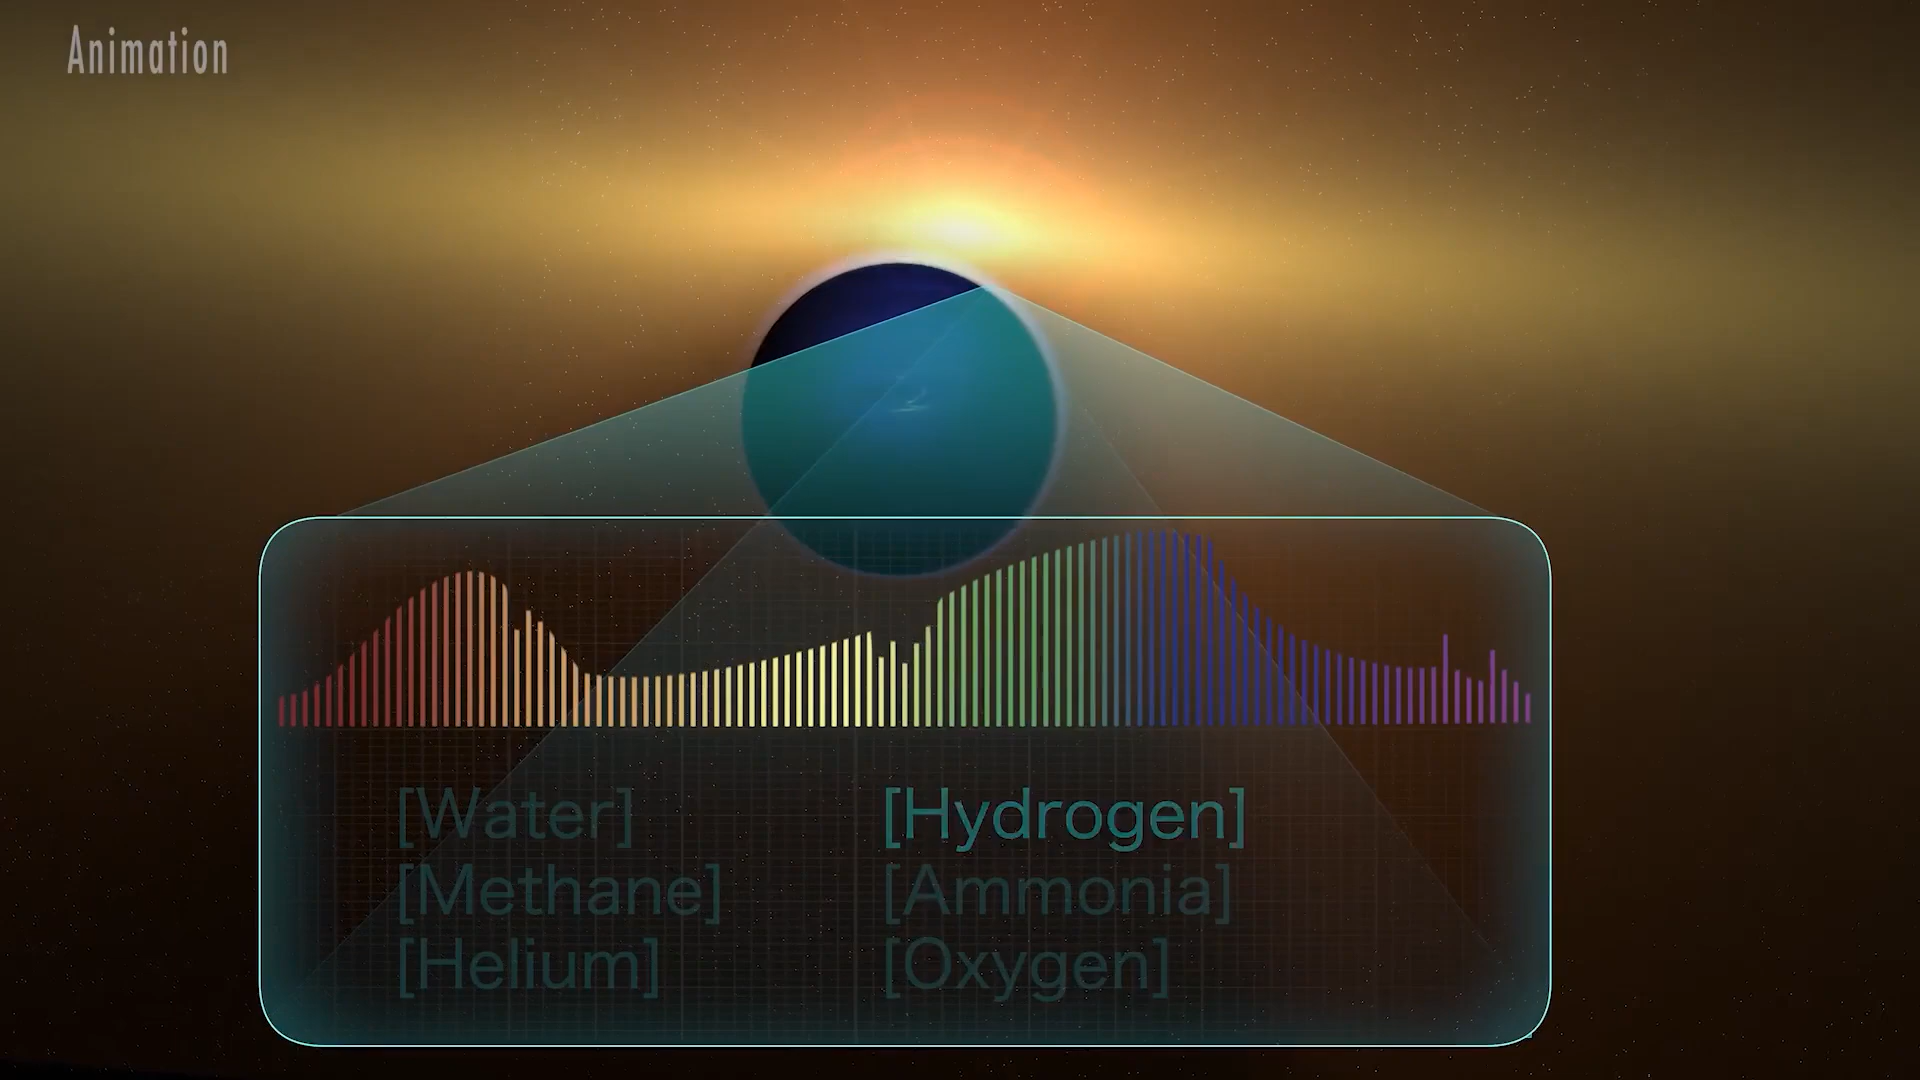 Animation
[Water] [Hydrogen]
[Methane] [Ammonia]
[Helium] [Oxygen]